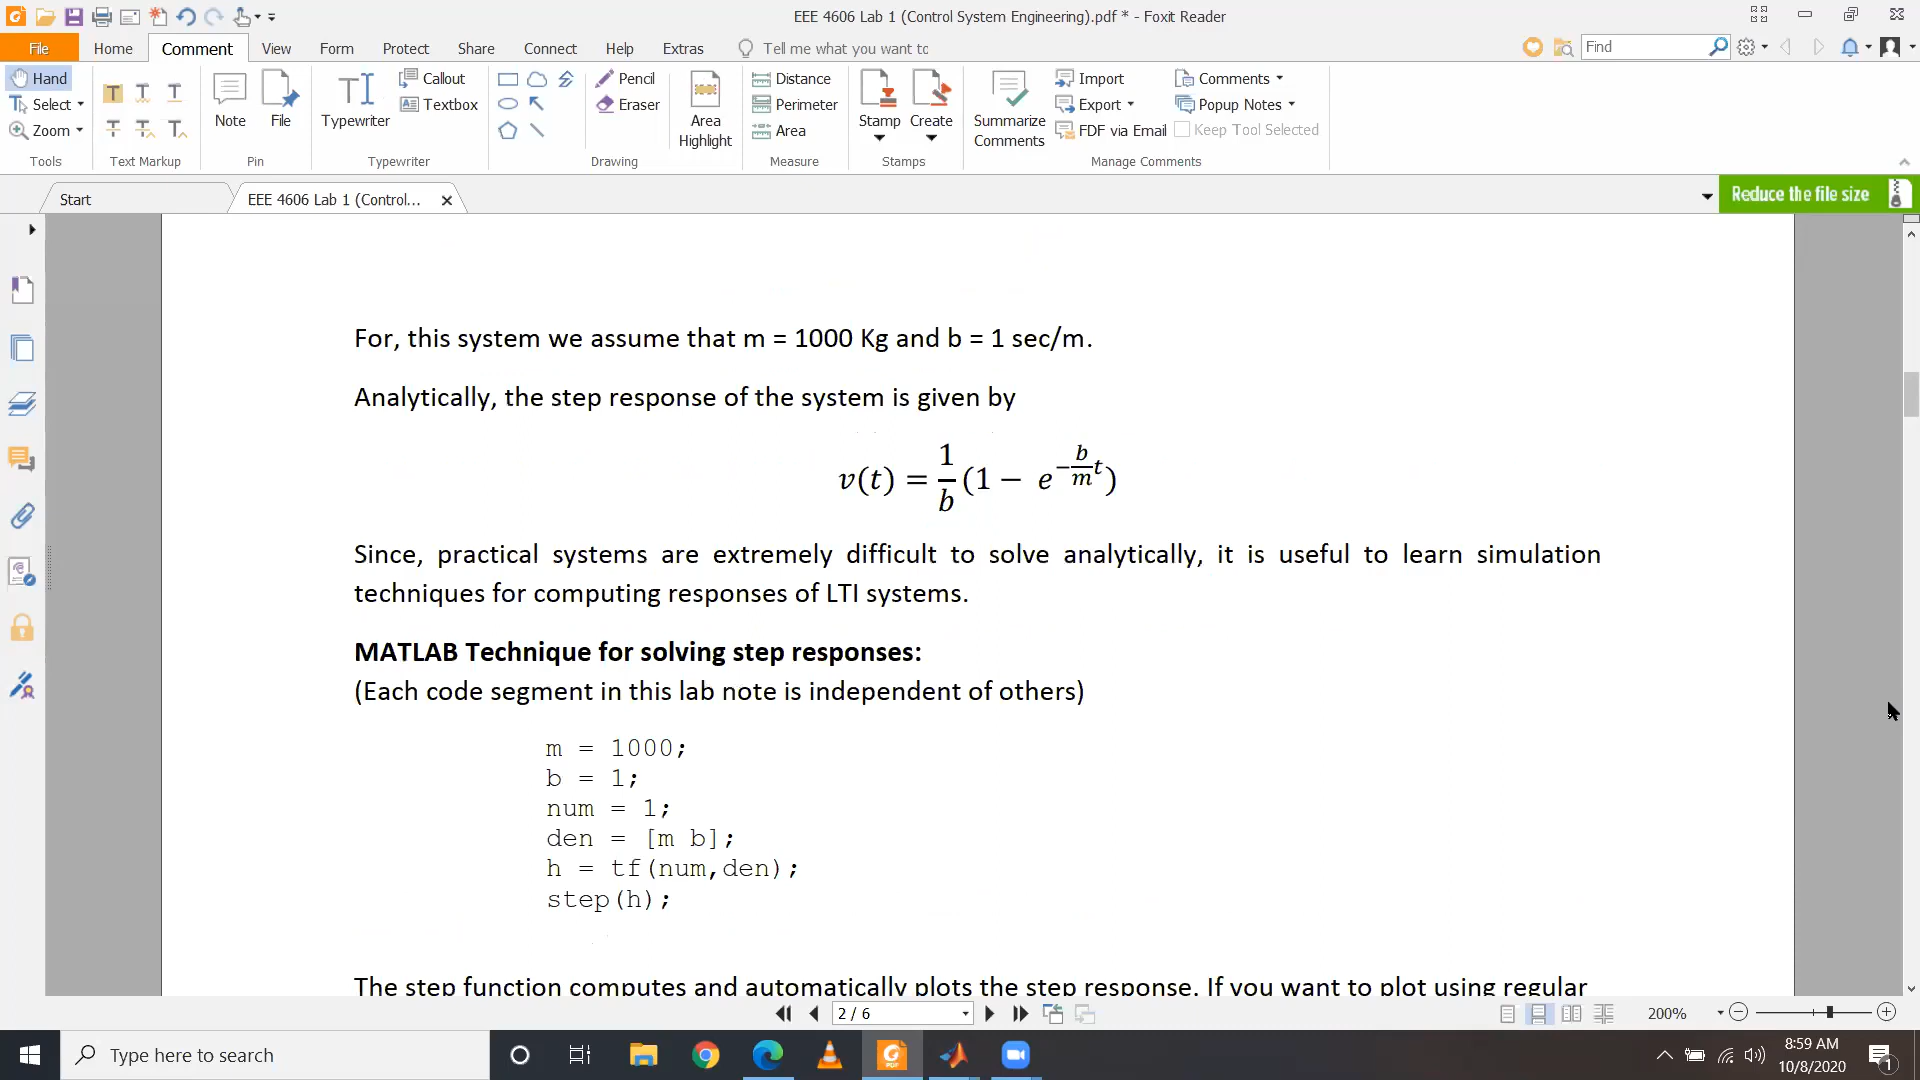 EEE 4606 Lab 1 (Control System Engineering).pdf * - Foxit Reader
File Home Comment View Form Protect Share Connect Help Extras Tell me what you want to Find
Hand
Select
Zoom
Tools
Text Markup
Note
File
Pin
Typewriter
Callout
Textbox
Typewriter
Pencil
Eraser
Drawing
Area
Highlight
Distance
Perimeter
Area
Measure
Stamp
Create
Stamps
Summarize
Comments
Import
Export
FDF via Email
Comments
Popup Notes
Keep Tool Selected
Manage Comments
Start
EEE 4606 Lab 1 (Control...
Reduce the file size
For, this system we assume that m = 1000 Kg and b = 1 sec/m.
Analytically, the step response of the system is given by
v(t) = 1/b (1 − e^(−(b/m)t))
Since, practical systems are extremely difficult to solve analytically, it is useful to learn simulation
techniques for computing responses of LTI systems.
MATLAB Technique for solving step responses:
(Each code segment in this lab note is independent of others)
m = 1000;
b = 1;
num = 1;
den = [m b];
h = tf(num,den);
step(h);
The step function computes and automatically plots the step response. If you want to plot using regular
2 / 6
200%
Type here to search
8:59 AM
10/8/2020
1